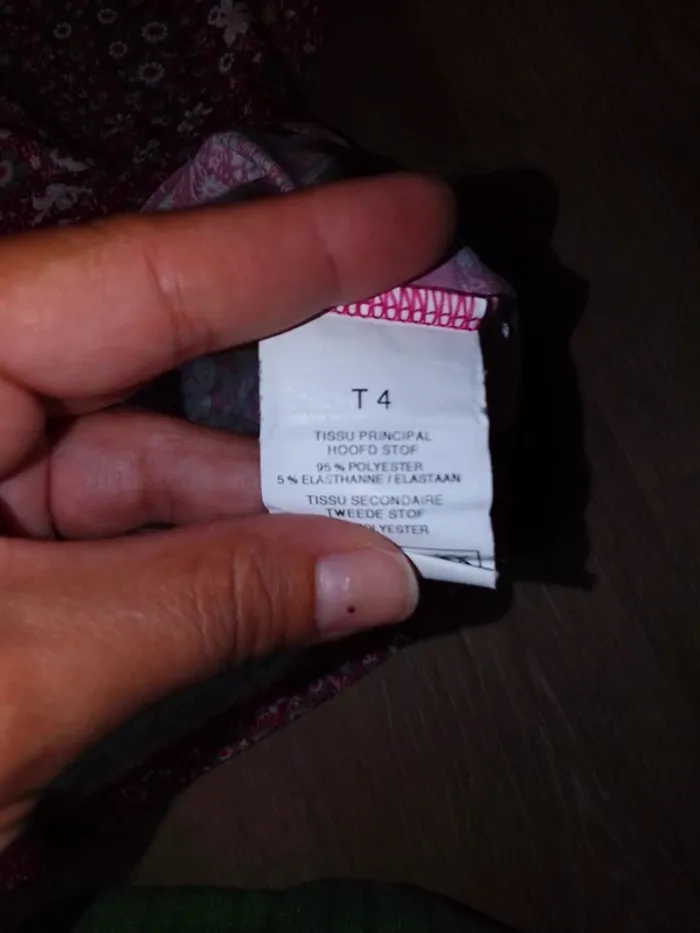 T 4
TISSU PRINCIPAL
HOOFD STOF
95 % POLYESTER
5 % ELASTHANNE / ELASTAAN
TISSU SECONDAIRE
TWEEDE STOF